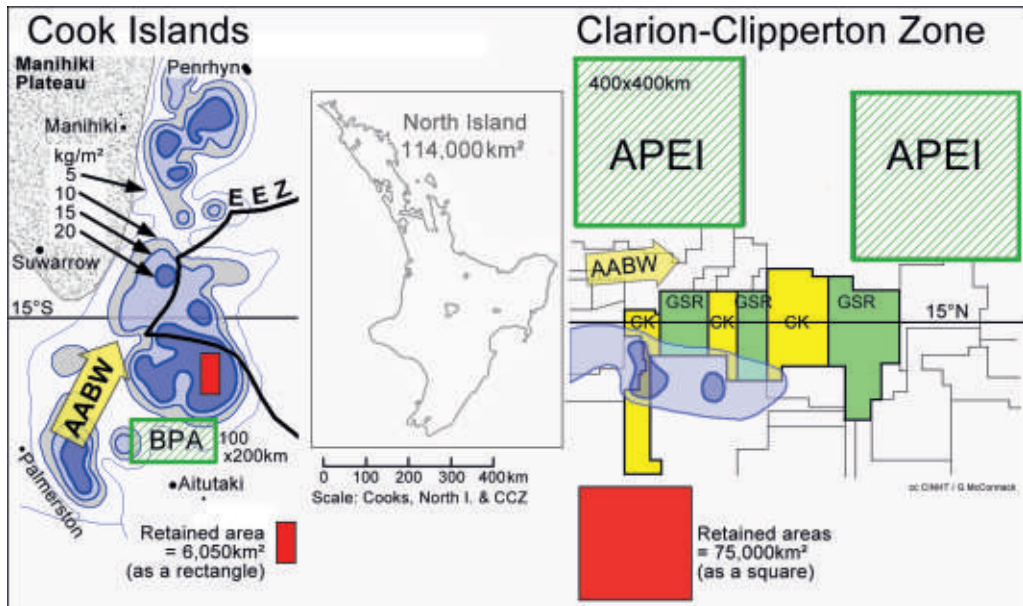 Cook Islands
Manihiki
Plateau
Penrhyn
Manihiki
kg/m²
5
10
15
20
EEZ
Suwarrow
15°S
AABW
BPA
100
x200km
Palmerston
Aitutaki
Retained area
= 6,050km²
(as a rectangle)
North Island
114,000km²
0 100 200 300 400km
Scale: Cooks, North I. & CCZ
Clarion-Clipperton Zone
400x400km
APEI
APEI
AABW
GSR
GSR
GSR
15°N
CK
CK
CK
cc CINHT / G McCormack
Retained areas
= 75,000km²
(as a square)